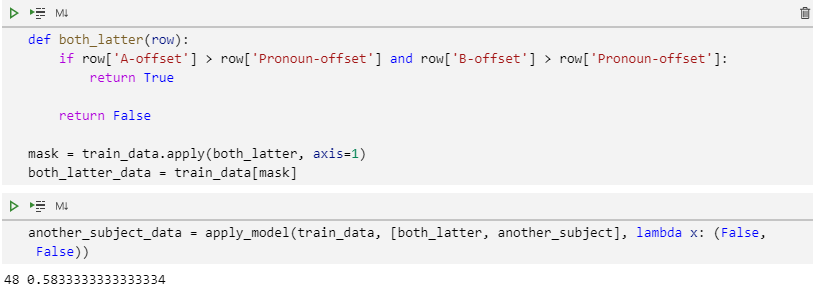 M↓
def both_latter(row):
    if row['A-offset'] > row['Pronoun-offset'] and row['B-offset'] > row['Pronoun-offset']:
        return True
    return False
mask = train_data.apply(both_latter, axis=1)
both_latter_data = train_data[mask]
M↓
another_subject_data = apply_model(train_data, [both_latter, another_subject], lambda x: (False,
 False))
48 0.5833333333333334